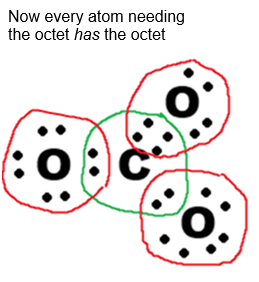 Now every atom needing
the octet has the octet
O
O C
O